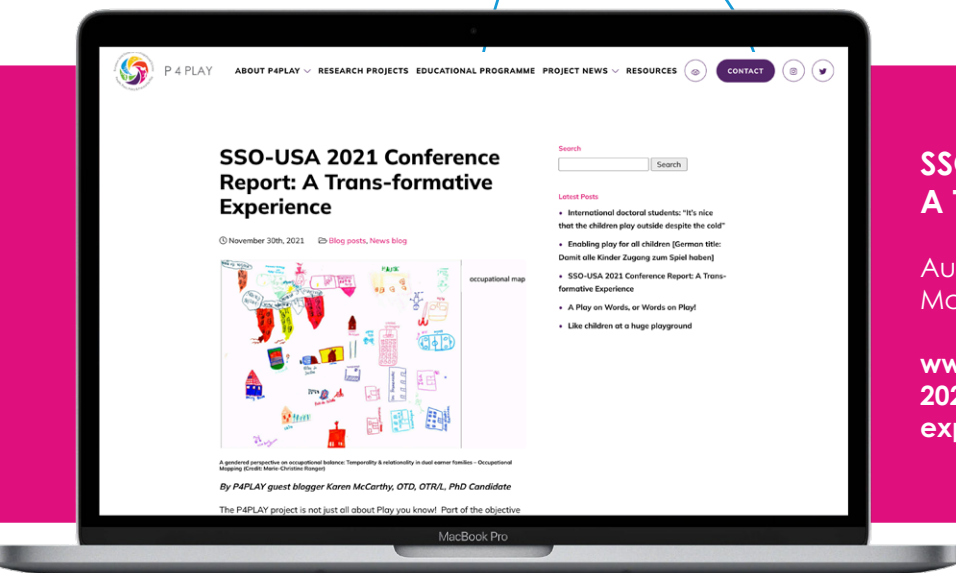 P 4 PLAY
ABOUT P4PLAY RESEARCH PROJECTS EDUCATIONAL PROGRAMME PROJECT NEWS RESOURCES CONTACT
SSO-USA 2021 Conference
Report: A Trans-formative
Experience
November 30th, 2021 Blog posts, News blog
occupational map
A gendered perspective on occupational balance: Temporality & relationality in dual earner families – Occupational
Mapping (Credit: Marie-Christine Ranger)
By P4PLAY guest blogger Karen McCarthy, OTD, OTR/L, PhD Candidate
The P4PLAY project is not just all about Play you know! Part of the objective
Search
Search
Latest Posts
• International doctoral students: “It’s nice
that the children play outside despite the cold”
• Enabling play for all children [German title:
Damit alle Kinder Zugang zum Spiel haben]
• SSO-USA 2021 Conference Report: A Trans-
formative Experience
• A Play on Words, or Words on Play!
• Like children at a huge playground
MacBook Pro
A
202
exp